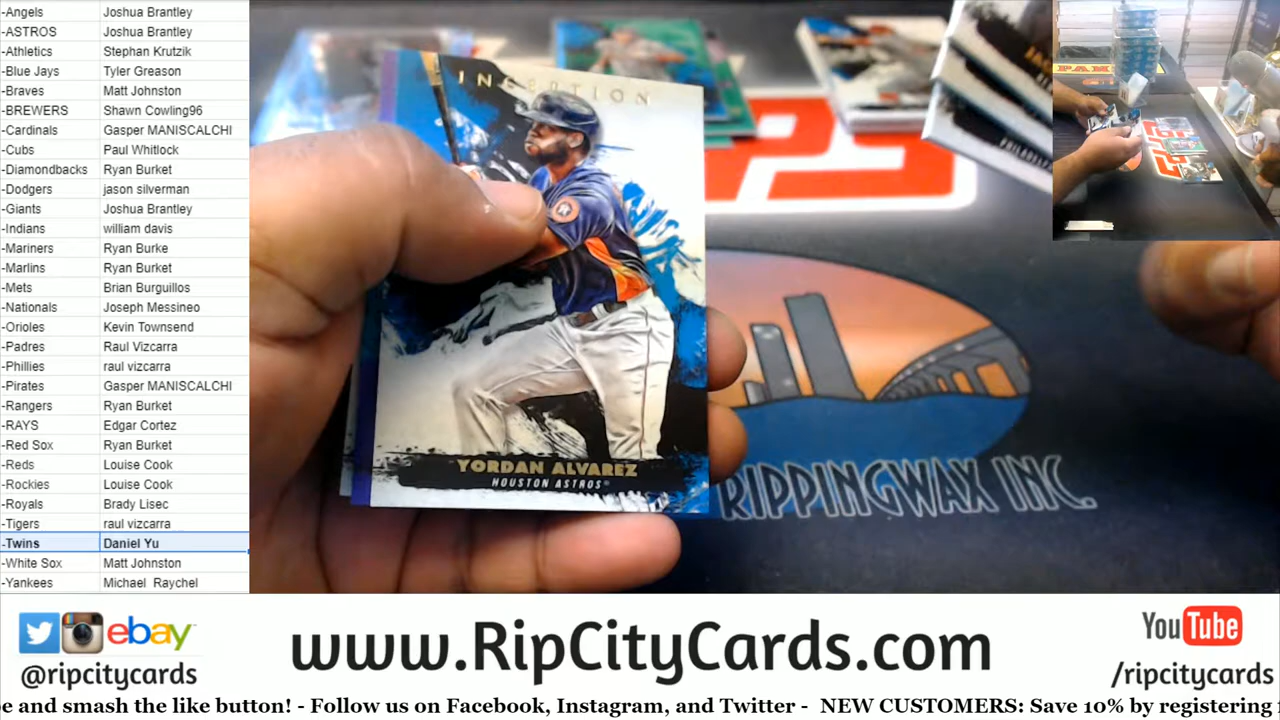 -Angels Joshua Brantley
-ASTROS Joshua Brantley
-Athletics Stephan Krutzik
-Blue Jays Tyler Greason
-Braves Matt Johnston
-BREWERS Shawn Cowling96
-Cardinals Gasper MANISCALCHI
-Cubs Paul Whitlock
-Diamondbacks Ryan Burket
-Dodgers jason silverman
-Giants Joshua Brantley
-Indians william davis
-Mariners Ryan Burke
-Marlins Ryan Burket
-Mets Brian Burguillos
-Nationals Joseph Messineo
-Orioles Kevin Townsend
-Padres Raul Vizcarra
-Phillies raul vizcarra
-Pirates Gasper MANISCALCHI
-Rangers Ryan Burket
-RAYS Edgar Cortez
-Red Sox Ryan Burket
-Reds Louise Cook
-Rockies Louise Cook
-Royals Brady Lisec
-Tigers raul vizcarra
-Twins Daniel Yu
-White Sox Matt Johnston
-Yankees Michael Raychel
INCEPTION
YORDAN ALVAREZ
HOUSTON ASTROS®
RIPPINGWAX INC.
ebay
@ripcitycards
www.RipCityCards.com
YouTube
/ripcitycards
e and smash the like button! - Follow us on Facebook, Instagram, and Twitter - NEW CUSTOMERS: Save 10% by registering